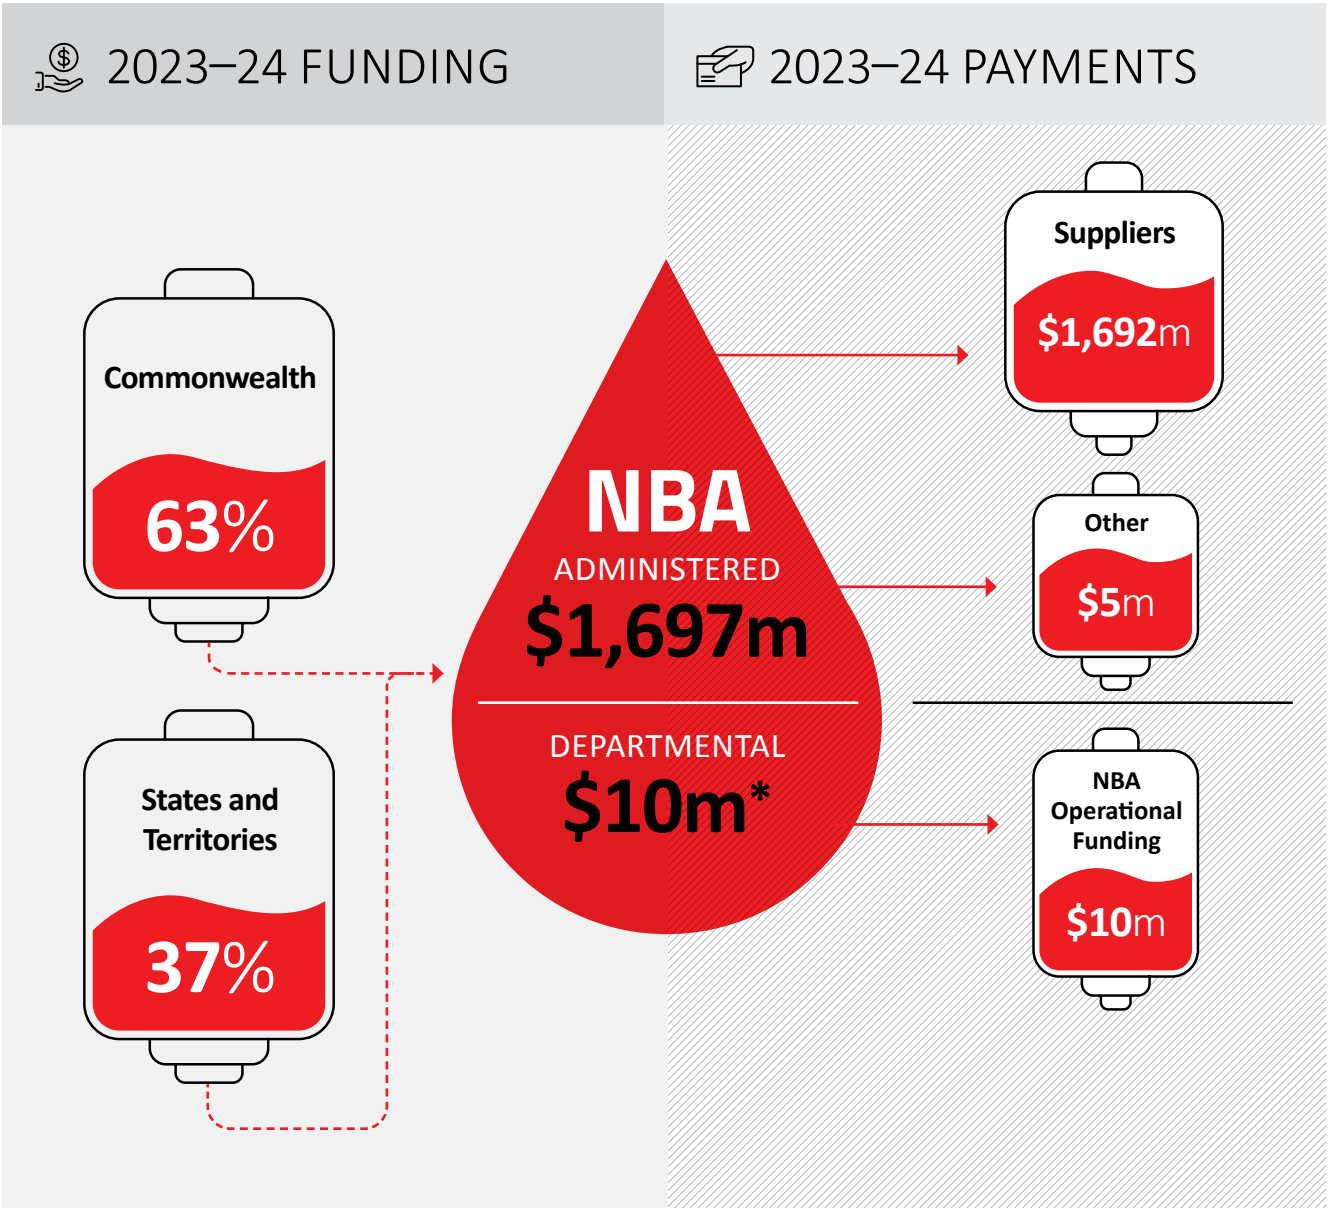 2023–24 FUNDING
2023–24 PAYMENTS
Commonwealth
63%
States and
Territories
37%
NBA
ADMINISTERED
$1,697m
DEPARTMENTAL
$10m*
Suppliers
$1,692m
Other
$5m
NBA
Operational
Funding
$10m